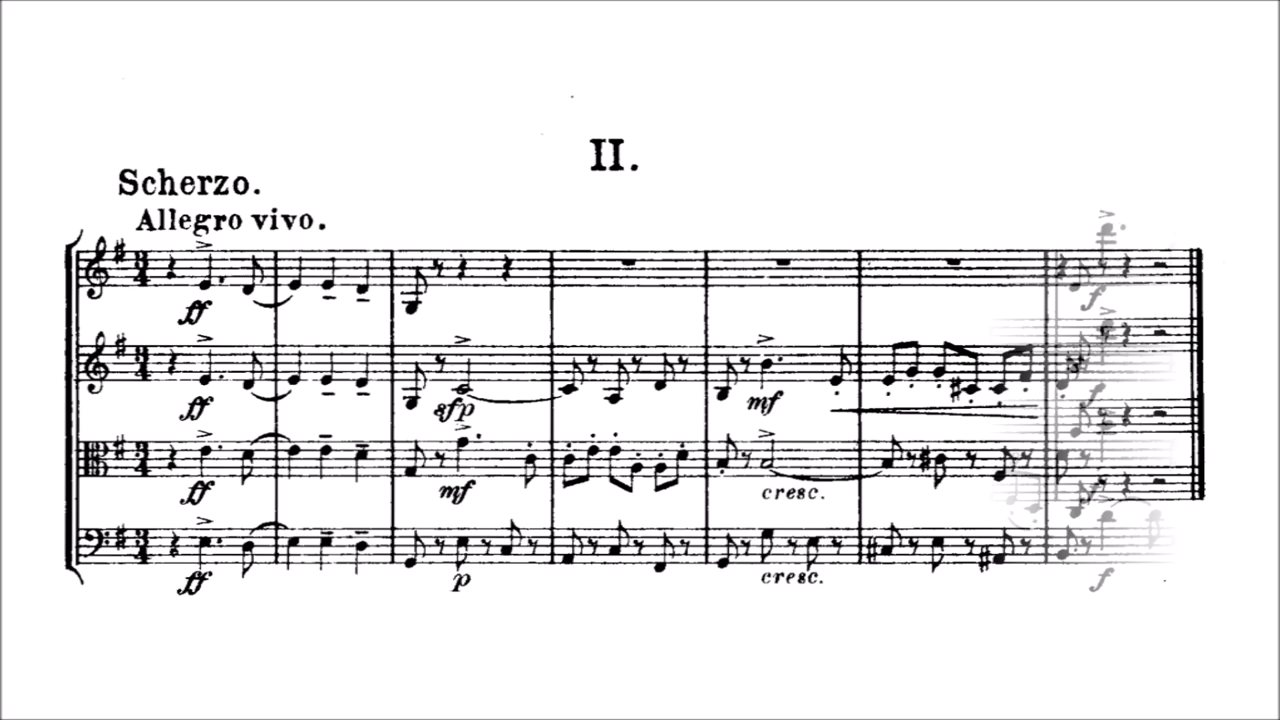 II.
Scherzo.
Allegro vivo.
ff
ff sfp mf f
ff mf cresc.
ff p cresc. f